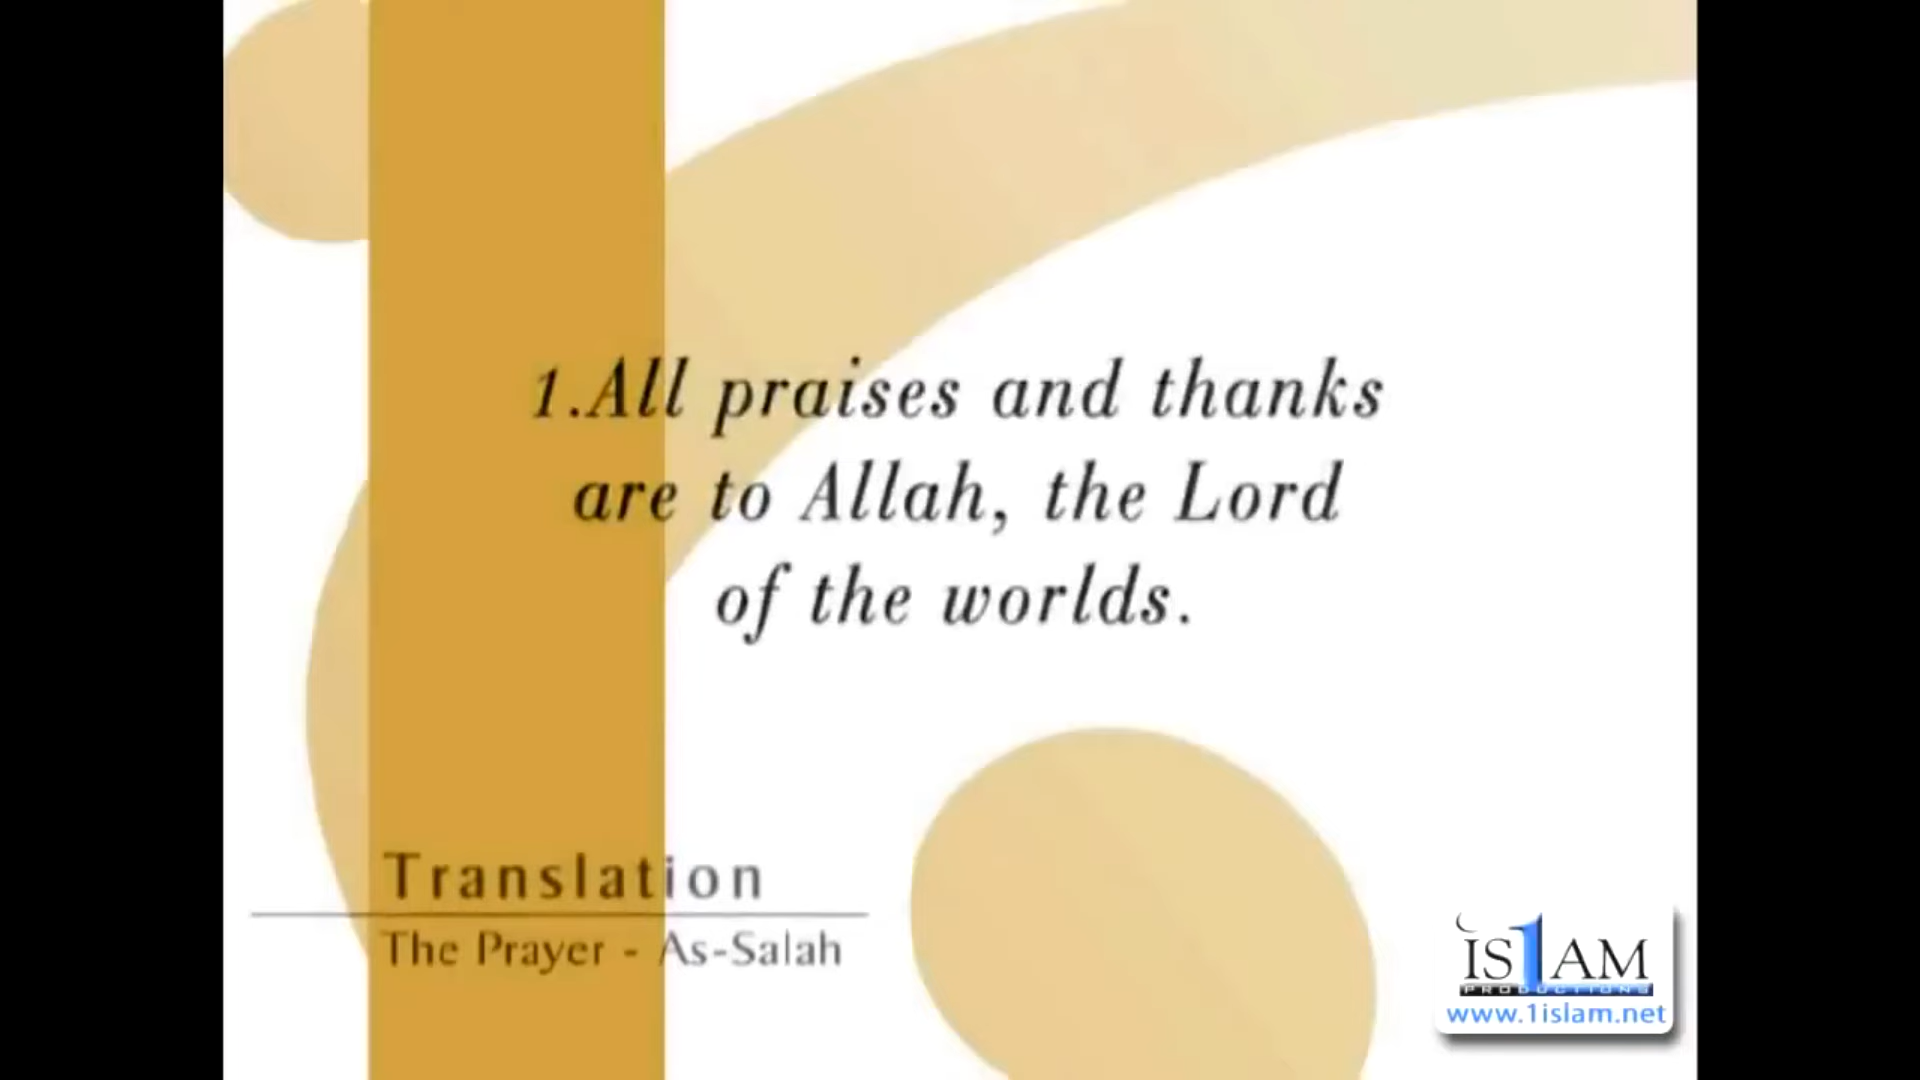 1.All praises and thanks
are to Allah, the Lord
of the worlds.
Translation
The Prayer - As-Salah
IS1AM
PRODUCTIONS
www.1islam.net